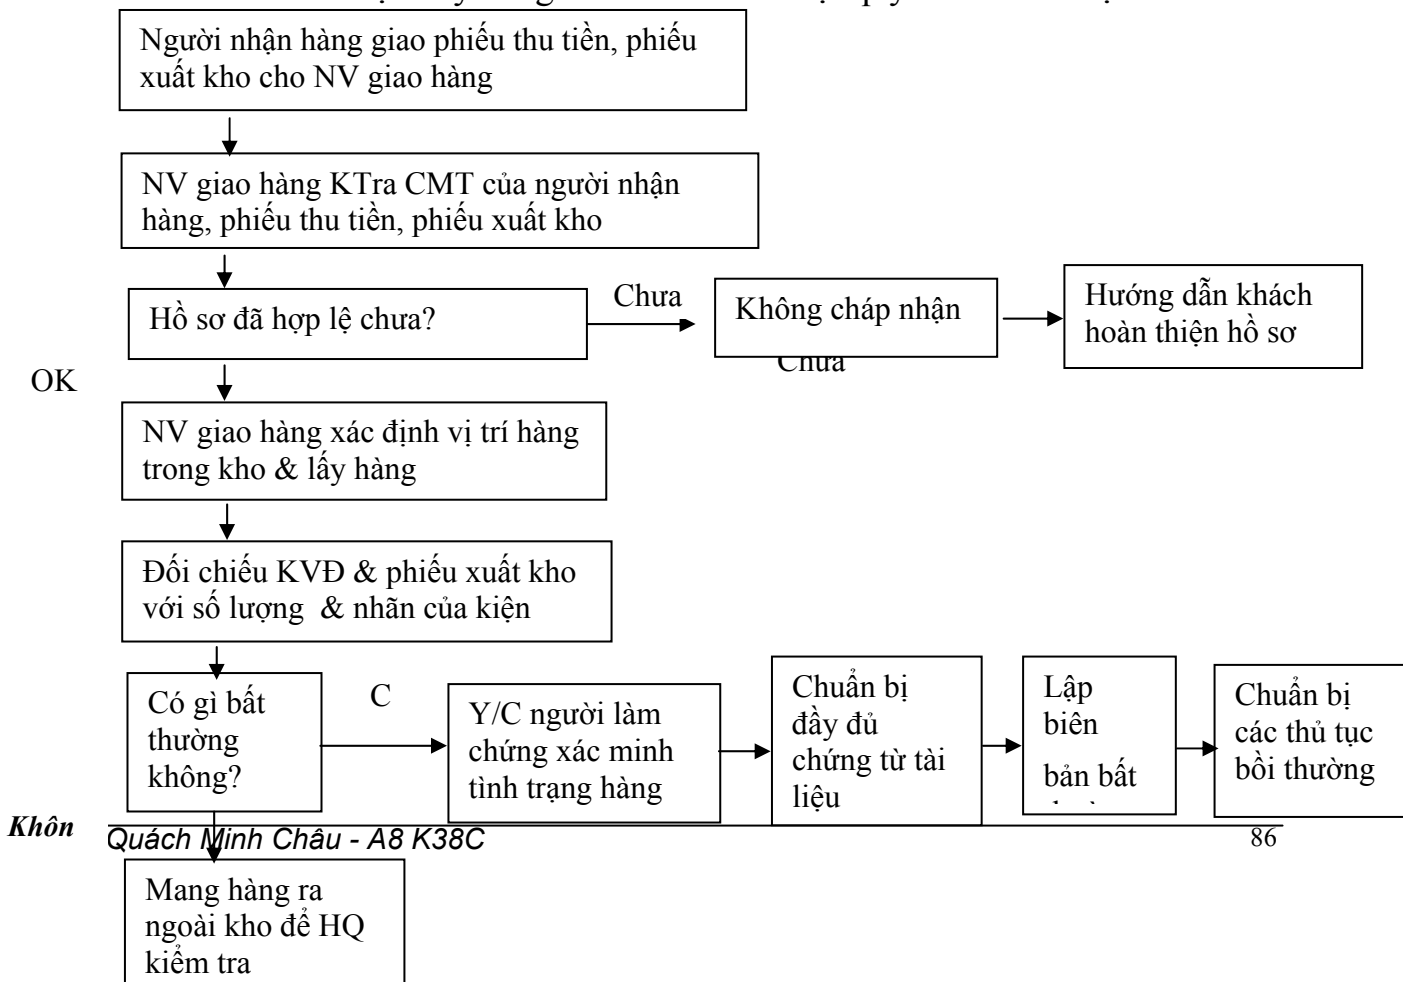 Người nhận hàng giao phiếu thu tiền, phiếu
xuất kho cho NV giao hàng
NV giao hàng KTra CMT của người nhận
hàng, phiếu thu tiền, phiếu xuất kho
Hồ sơ đã hợp lệ chưa?
Chưa
Không cháp nhận
Chưa
Hướng dẫn khách
hoàn thiện hồ sơ
OK
NV giao hàng xác định vị trí hàng
trong kho & lấy hàng
Đối chiếu KVĐ & phiếu xuất kho
với số lượng & nhãn của kiện
Có gì bất
thường
không?
C
Y/C người làm
chứng xác minh
tình trạng hàng
Chuẩn bị
đầy đủ
chứng từ tài
liệu
Lập
biên
bản bất
Chuẩn bị
các thủ tục
bồi thường
Khôn
Quách Minh Châu - A8 K38C
86
Mang hàng ra
ngoài kho để HQ
kiểm tra